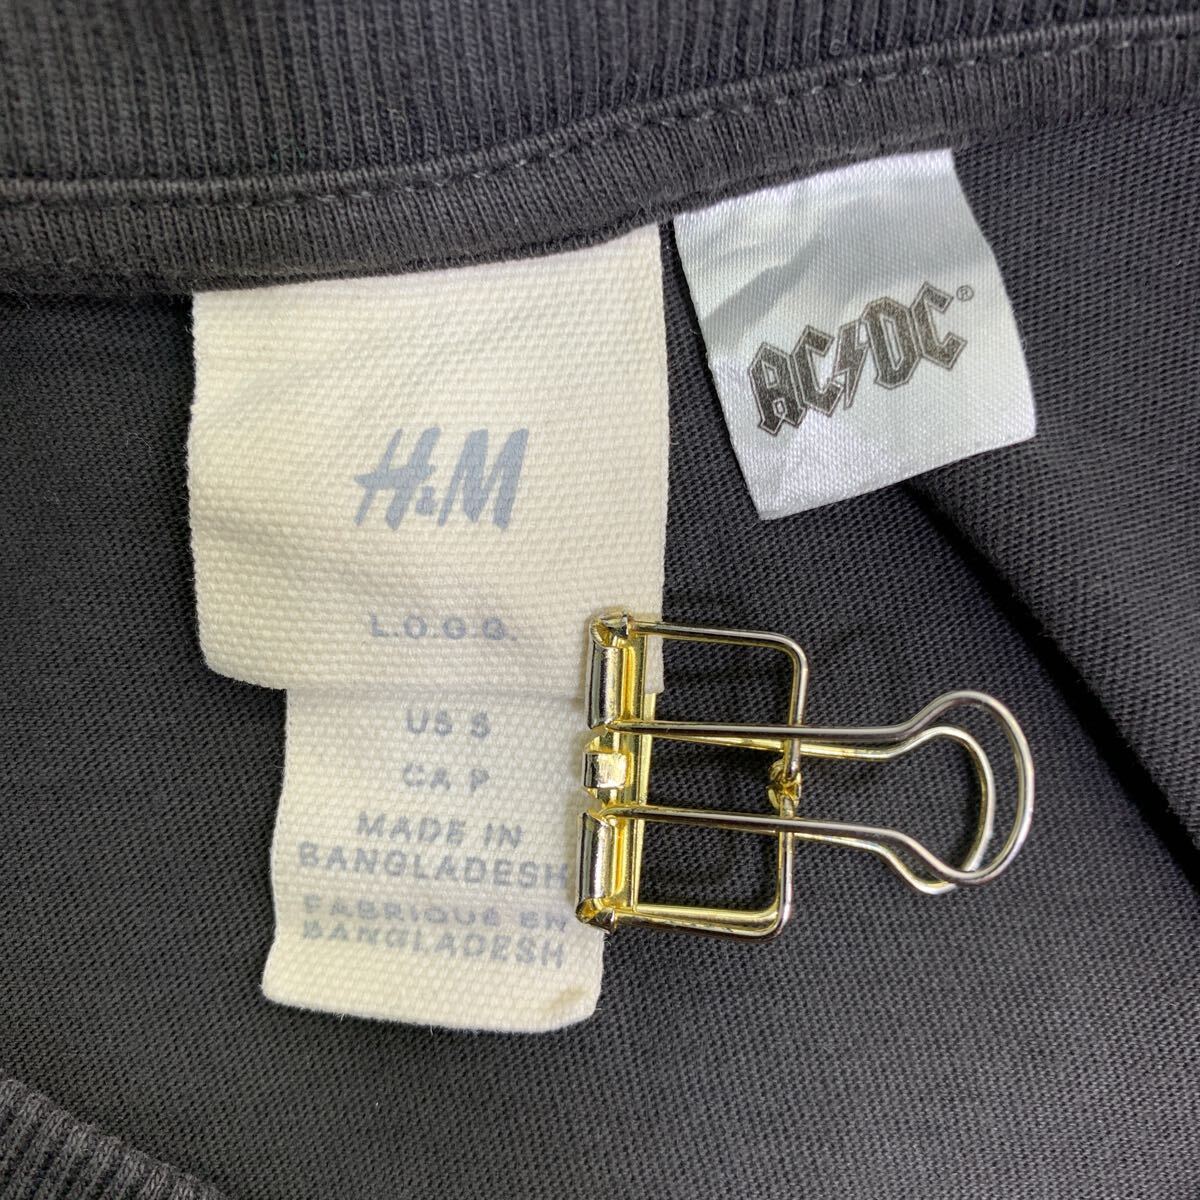 H&M
L.O.G.G.
US S
CA P
MADE IN
BANGLADESH
FABRIQUÉ EN
BANGLADESH
AC/DC®